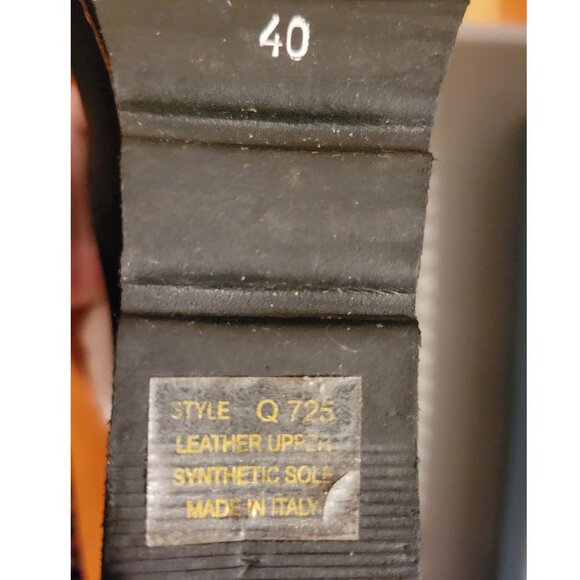 40
STYLE Q 725
LEATHER UPPER
SYNTHETIC SOLE
MADE IN ITALY